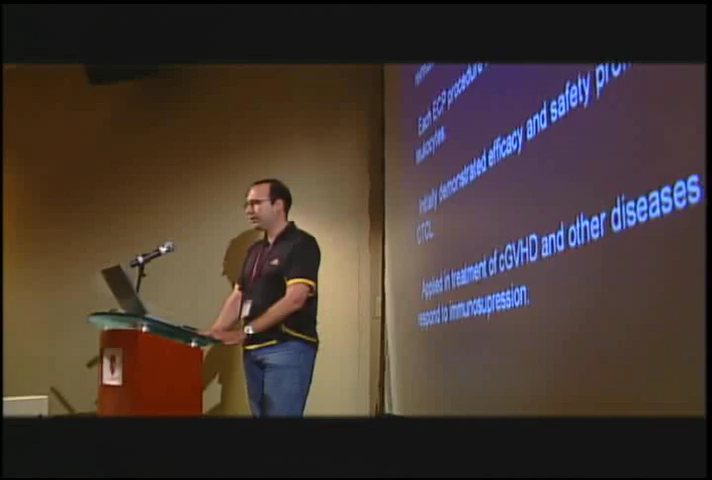 Each ECP procedure
leukocytes.
Initially demonstrated efficacy and safety
CTCL.
Applied in treatment of cGVHD and other diseases
respond to immunosupression.